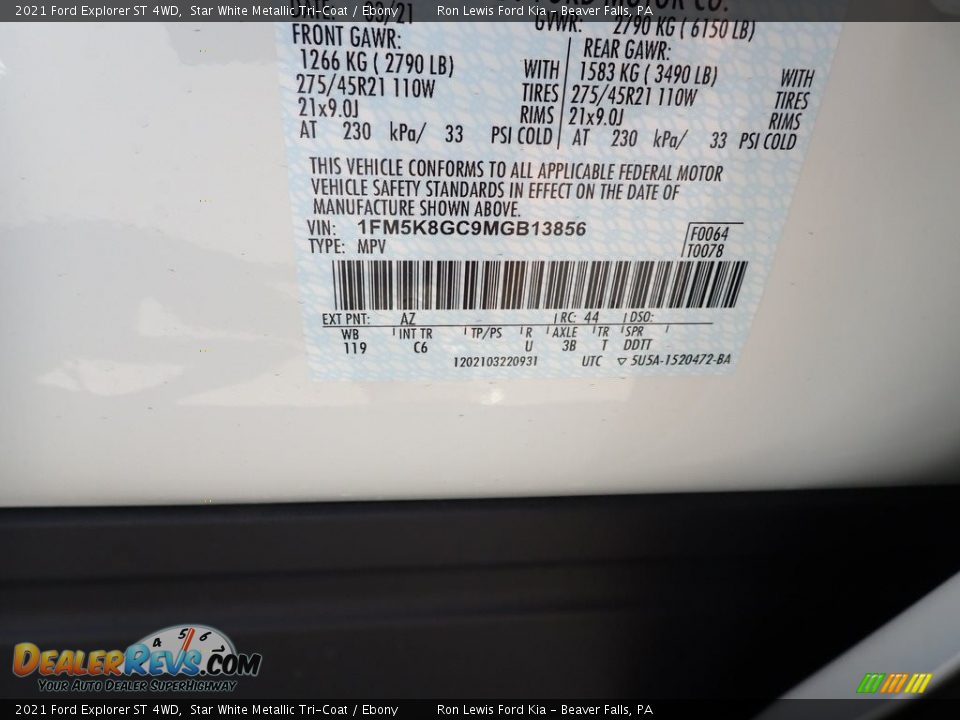 2021 Ford Explorer ST 4WD, Star White Metallic Tri-Coat / Ebony Ron Lewis Ford Kia - Beaver Falls, PA
DATE: 03/21
GVWR: 2790 KG ( 6150 LB)
FRONT GAWR: REAR GAWR:
1266 KG ( 2790 LB) WITH 1583 KG ( 3490 LB) WITH
275/45R21 110W TIRES 275/45R21 110W TIRES
21x9.0J RIMS 21x9.0J RIMS
AT 230 kPa/ 33 PSI COLD AT 230 kPa/ 33 PSI COLD
THIS VEHICLE CONFORMS TO ALL APPLICABLE FEDERAL MOTOR
VEHICLE SAFETY STANDARDS IN EFFECT ON THE DATE OF
MANUFACTURE SHOWN ABOVE.
VIN: 1FM5K8GC9MGB13856 F0064
TYPE: MPV T0078
EXT PNT: AZ RC: 44 DSO:
WB INT TR TP/PS R AXLE TR SPR
119 C6 U 3B T DDTT
1202103220931 UTC ▽ 5U5A-1520472-BA
4 5 6 7
DealerRevs.com
Your Auto Dealer SuperHighway
2021 Ford Explorer ST 4WD, Star White Metallic Tri-Coat / Ebony Ron Lewis Ford Kia - Beaver Falls, PA